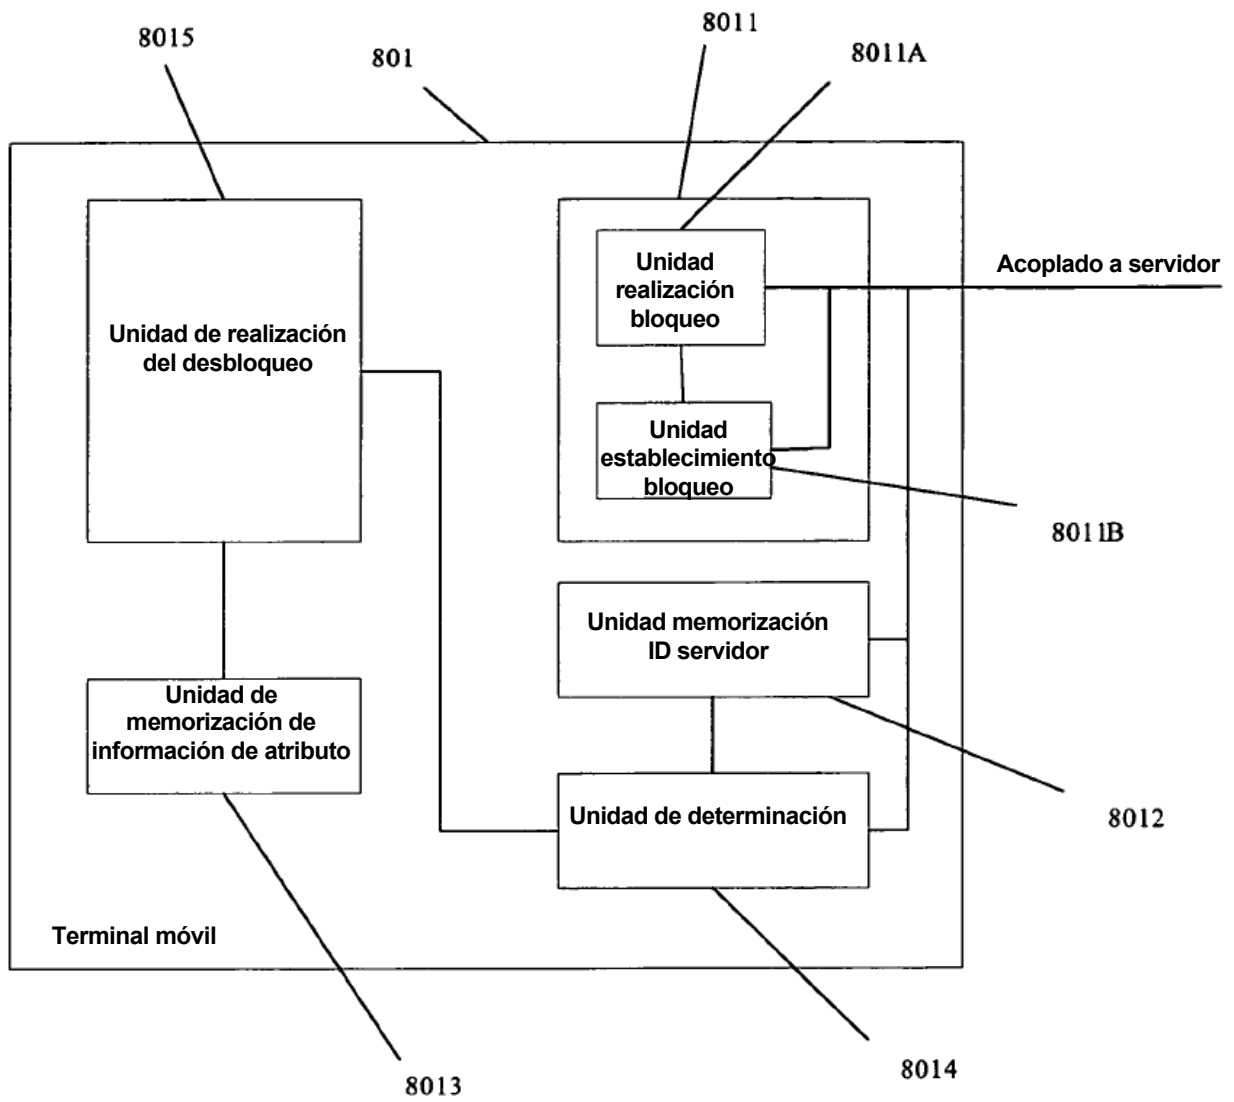 8015
801
8011
8011A
Unidad
realización
bloqueo
Acoplado a servidor
Unidad de realización
del desbloqueo
Unidad
establecimiento
bloqueo
8011B
Unidad memorización
ID servidor
Unidad de
memorización de
información de atributo
Unidad de determinación
8012
Terminal móvil
8013
8014